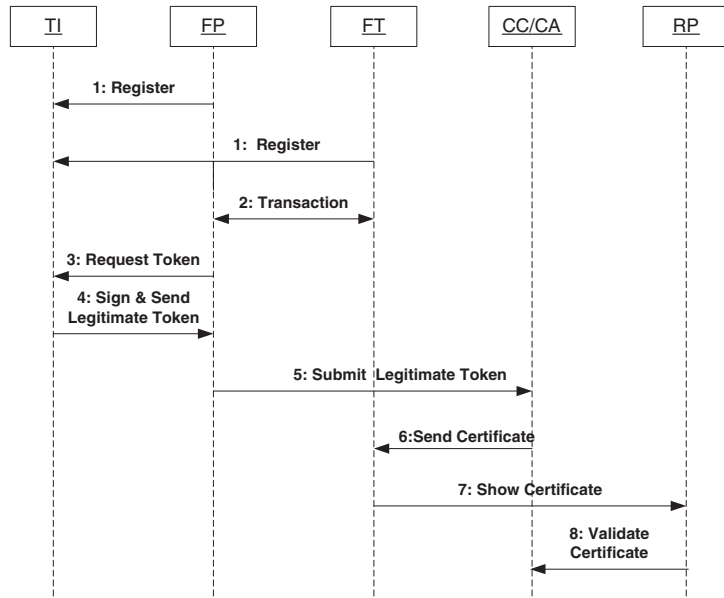 TI
FP
FT
CC/CA
RP
1: Register
1: Register
2: Transaction
3: Request Token
4: Sign & Send
Legitimate Token
5: Submit Legitimate Token
6:Send Certificate
7: Show Certificate
8: Validate
Certificate